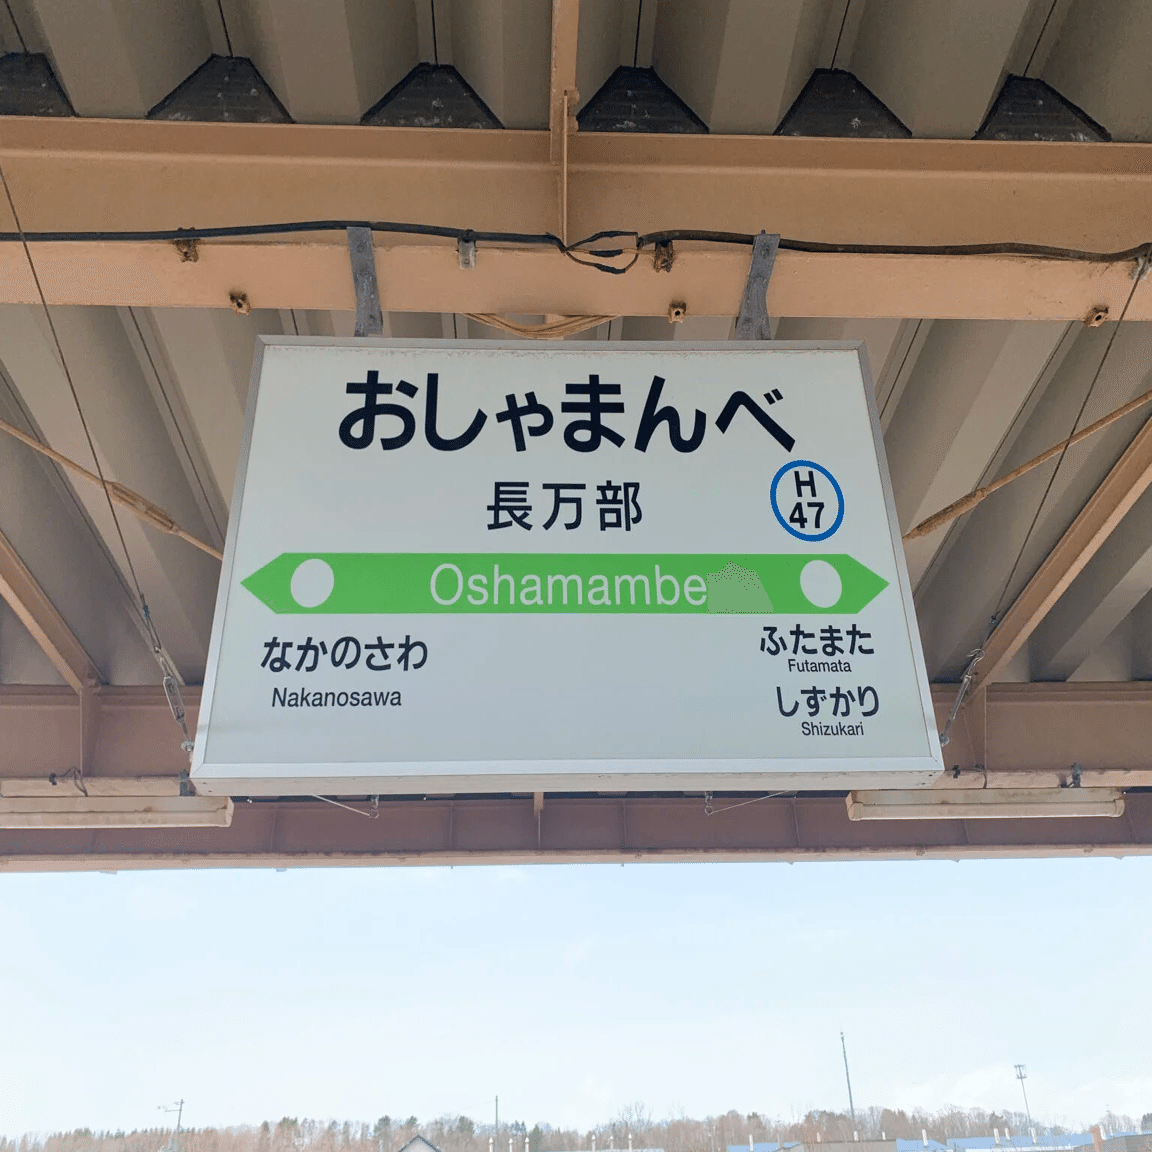 おしゃまんべ
長万部
H
47
Oshamambe
なかのさわ
Nakanosawa
ふたまた
Futamata
しずかり
Shizukari